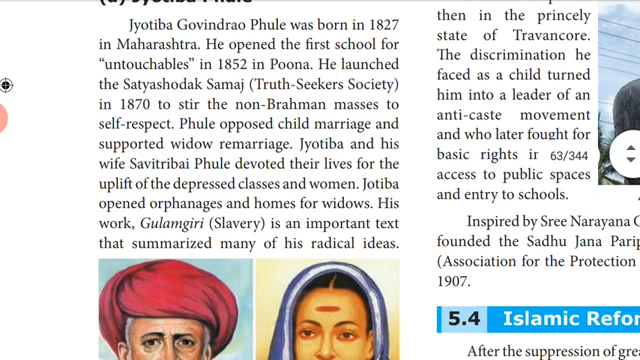 (d) Jyotiba Phule
Jyotiba Govindrao Phule was born in 1827
in Maharashtra. He opened the first school for
“untouchables” in 1852 in Poona. He launched
the Satyashodak Samaj (Truth-Seekers Society)
in 1870 to stir the non-Brahman masses to
self-respect. Phule opposed child marriage and
supported widow remarriage. Jyotiba and his
wife Savitribai Phule devoted their lives for the
uplift of the depressed classes and women. Jotiba
opened orphanages and homes for widows. His
work, Gulamgiri (Slavery) is an important text
that summarized many of his radical ideas.
then in the princely
state of Travancore.
The discrimination he
faced as a child turned
him into a leader of an
anti-caste movement
and who later fought for
basic rights in
63/344
access to public spaces
and entry to schools.
Inspired by Sree Narayana G
founded the Sadhu Jana Parip
(Association for the Protection
1907.
5.4 Islamic Refor
After the suppression of grea